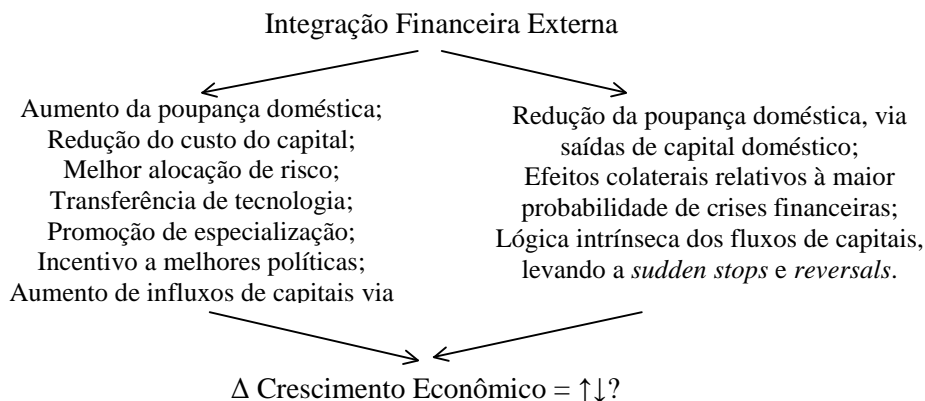 Integração Financeira Externa
Aumento da poupança doméstica;
Redução do custo do capital;
Melhor alocação de risco;
Transferência de tecnologia;
Promoção de especialização;
Incentivo a melhores políticas;
Aumento de influxos de capitais via
Redução da poupança doméstica, via
saídas de capital doméstico;
Efeitos colaterais relativos à maior
probabilidade de crises financeiras;
Lógica intrínseca dos fluxos de capitais,
levando a sudden stops e reversals.
Δ Crescimento Econômico = ↑↓?